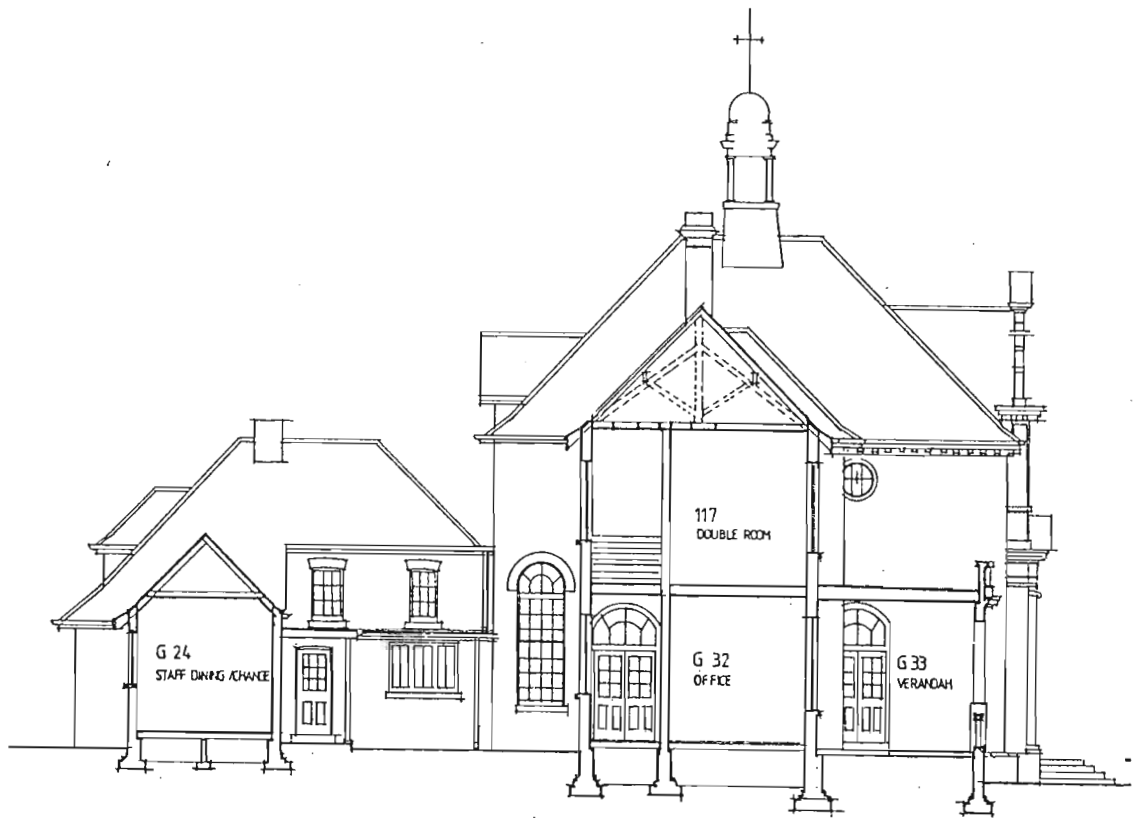 117
DOUBLE ROOM
G 24
STAFF DINING /CHANGE
G 32
OFFICE
G 33
VERANDAH